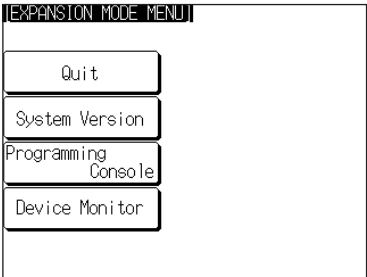 [EXPANSION MODE MENU]
Quit
System Version
Programming
Console
Device Monitor